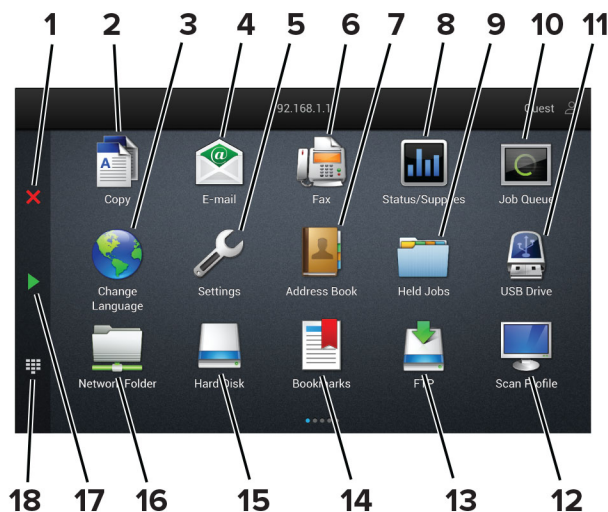 1 2 3 4 5 6 7 8 9 10 11
92.168.1.1
Guest
Copy E-mail Fax Status/Supplies Job Queue
Change
Language Settings Address Book Held Jobs USB Drive
Network Folder Hard Disk Bookmarks FTP Scan Profile
18 17 16 15 14 13 12